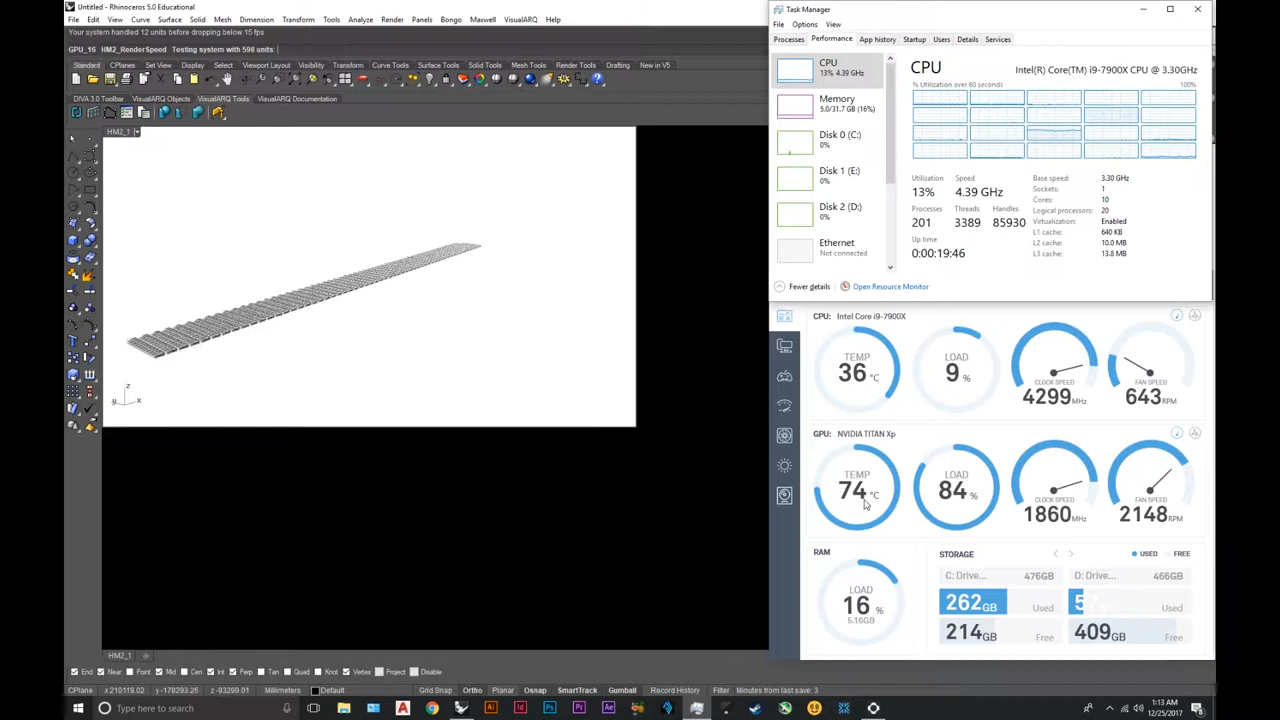 Untitled - Rhinoceros 5.0 Educational
File Edit View Curve Surface Solid Mesh Dimension Transform Tools Analyze Render Panels Bongo Maxwell VisualARQ Help
Your system handled 12 units before dropping below 15 fps
GPU_16 HM2_RenderSpeed Testing system with 598 units:
Standard CPlanes Set View Display Select Viewport Layout Visibility Transform Curve Tools Surface Tools Solid Tools Mesh Tools Render Tools Drafting New in V5
DIVA 3.0 Toolbar VisualARQ Objects VisualARQ Tools VisualARQ Documentation
HM2_1
z
y x
HM2_1
End Near Point Mid Cen Int Perp Tan Quad Knot Vertex Project Disable
CPlane x 210119.02 y -178293.25 z -93299.01 Millimeters Default Grid Snap Ortho Planar Osnap SmartTrack Gumball Record History Filter Minutes from last save: 3
Type here to search
1:13 AM
12/25/2017
Task Manager
File Options View
Processes Performance App history Startup Users Details Services
CPU
13% 4.39 GHz
Memory
5.0/31.7 GB (16%)
Disk 0 (C:)
0%
Disk 1 (E:)
0%
Disk 2 (D:)
0%
Ethernet
Not connected
CPU Intel(R) Core(TM) i9-7900X CPU @ 3.30GHz
% Utilization over 60 seconds 100%
Utilization Speed
13% 4.39 GHz
Processes Threads Handles
201 3389 85930
Up time
0:00:19:46
Base speed: 3.30 GHz
Sockets: 1
Cores: 10
Logical processors: 20
Virtualization: Enabled
L1 cache: 640 KB
L2 cache: 10.0 MB
L3 cache: 13.8 MB
Fewer details Open Resource Monitor
CPU: Intel Core i9-7900X
TEMP
36 °C
LOAD
9 %
CLOCK SPEED
4299 MHz
FAN SPEED
643 RPM
GPU: NVIDIA TITAN Xp
TEMP
74 °C
LOAD
84 %
CLOCK SPEED
1860 MHz
FAN SPEED
2148 RPM
RAM
LOAD
16 %
5.16GB
STORAGE USED FREE
C: Drive... 476GB
262 GB Used
214 GB Free
D: Drive... 466GB
57 Used
409 GB Free